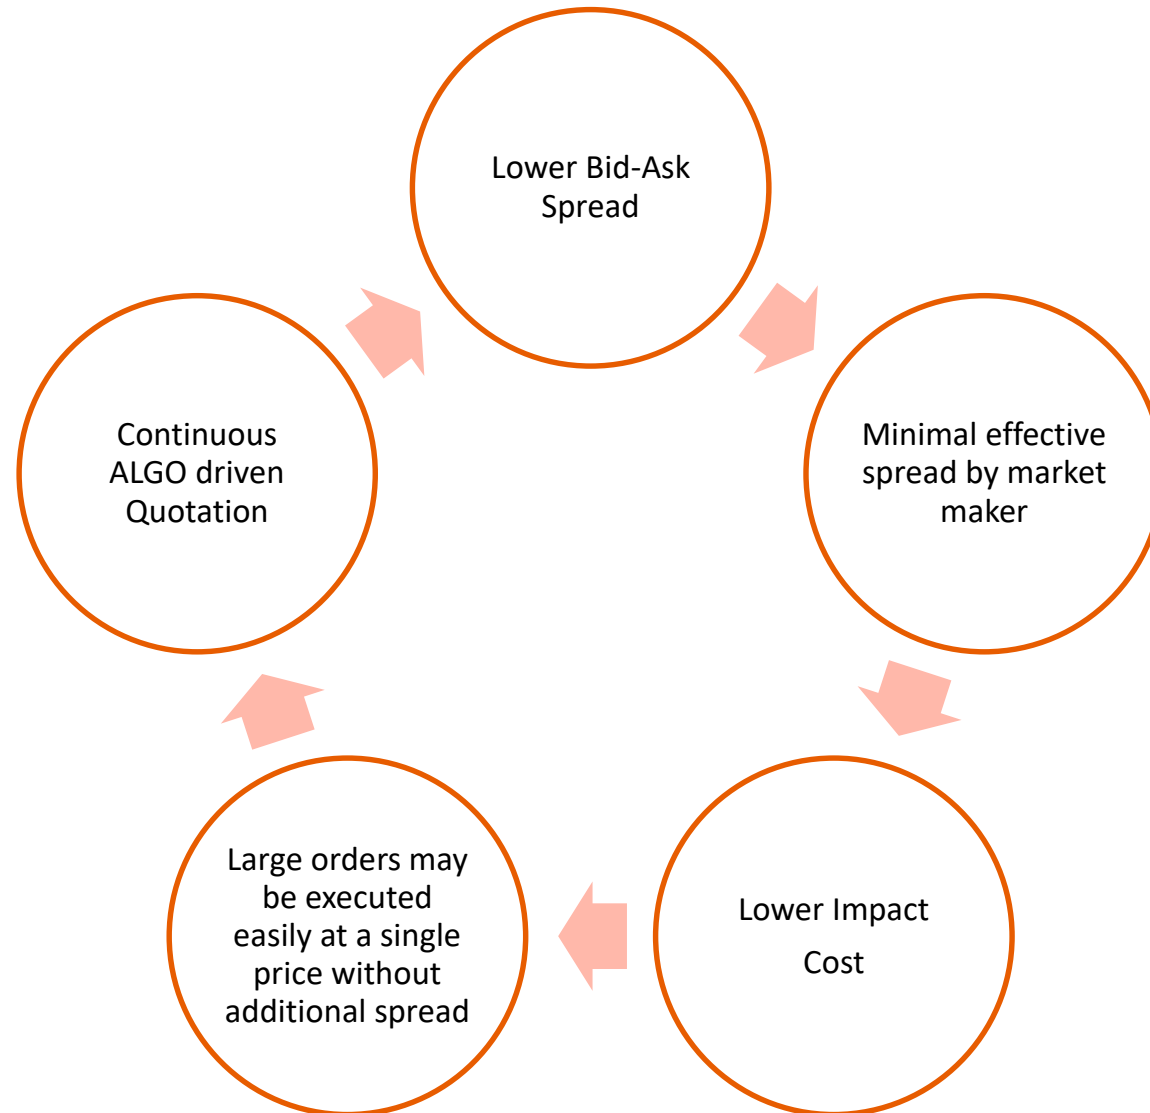 Lower Bid-Ask
Spread
Minimal effective
spread by market
maker
Lower Impact
Cost
Large orders may
be executed
easily at a single
price without
additional spread
Continuous
ALGO driven
Quotation